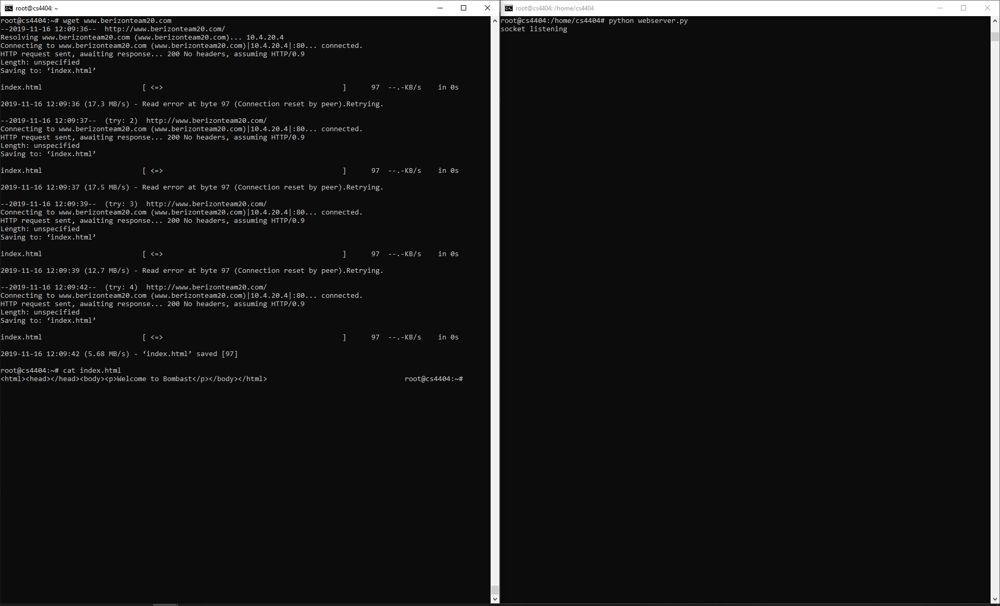 root@cs4404: ~
root@cs4404:~# wget www.berizonteam20.com
--2019-11-16 12:09:36--  http://www.berizonteam20.com/
Resolving www.berizonteam20.com (www.berizonteam20.com)... 10.4.20.4
Connecting to www.berizonteam20.com (www.berizonteam20.com)|10.4.20.4|:80... connected.
HTTP request sent, awaiting response... 200 No headers, assuming HTTP/0.9
Length: unspecified
Saving to: ‘index.html’
index.html                        [ <=>                                           ]      97  --.-KB/s    in 0s
2019-11-16 12:09:36 (17.3 MB/s) - Read error at byte 97 (Connection reset by peer).Retrying.
--2019-11-16 12:09:37--  (try: 2)  http://www.berizonteam20.com/
Connecting to www.berizonteam20.com (www.berizonteam20.com)|10.4.20.4|:80... connected.
HTTP request sent, awaiting response... 200 No headers, assuming HTTP/0.9
Length: unspecified
Saving to: ‘index.html’
index.html                        [ <=>                                           ]      97  --.-KB/s    in 0s
2019-11-16 12:09:37 (17.5 MB/s) - Read error at byte 97 (Connection reset by peer).Retrying.
--2019-11-16 12:09:39--  (try: 3)  http://www.berizonteam20.com/
Connecting to www.berizonteam20.com (www.berizonteam20.com)|10.4.20.4|:80... connected.
HTTP request sent, awaiting response... 200 No headers, assuming HTTP/0.9
Length: unspecified
Saving to: ‘index.html’
index.html                        [ <=>                                           ]      97  --.-KB/s    in 0s
2019-11-16 12:09:39 (12.7 MB/s) - Read error at byte 97 (Connection reset by peer).Retrying.
--2019-11-16 12:09:42--  (try: 4)  http://www.berizonteam20.com/
Connecting to www.berizonteam20.com (www.berizonteam20.com)|10.4.20.4|:80... connected.
HTTP request sent, awaiting response... 200 No headers, assuming HTTP/0.9
Length: unspecified
Saving to: ‘index.html’
index.html                        [ <=>                                           ]      97  --.-KB/s    in 0s
2019-11-16 12:09:42 (5.68 MB/s) - ‘index.html’ saved [97]
root@cs4404:~# cat index.html
<html><head></head><body><p>Welcome to Bombast</p></body></html>                                 root@cs4404:~#
root@cs4404: /home/cs4404
root@cs4404:/home/cs4404# python webserver.py
socket listening